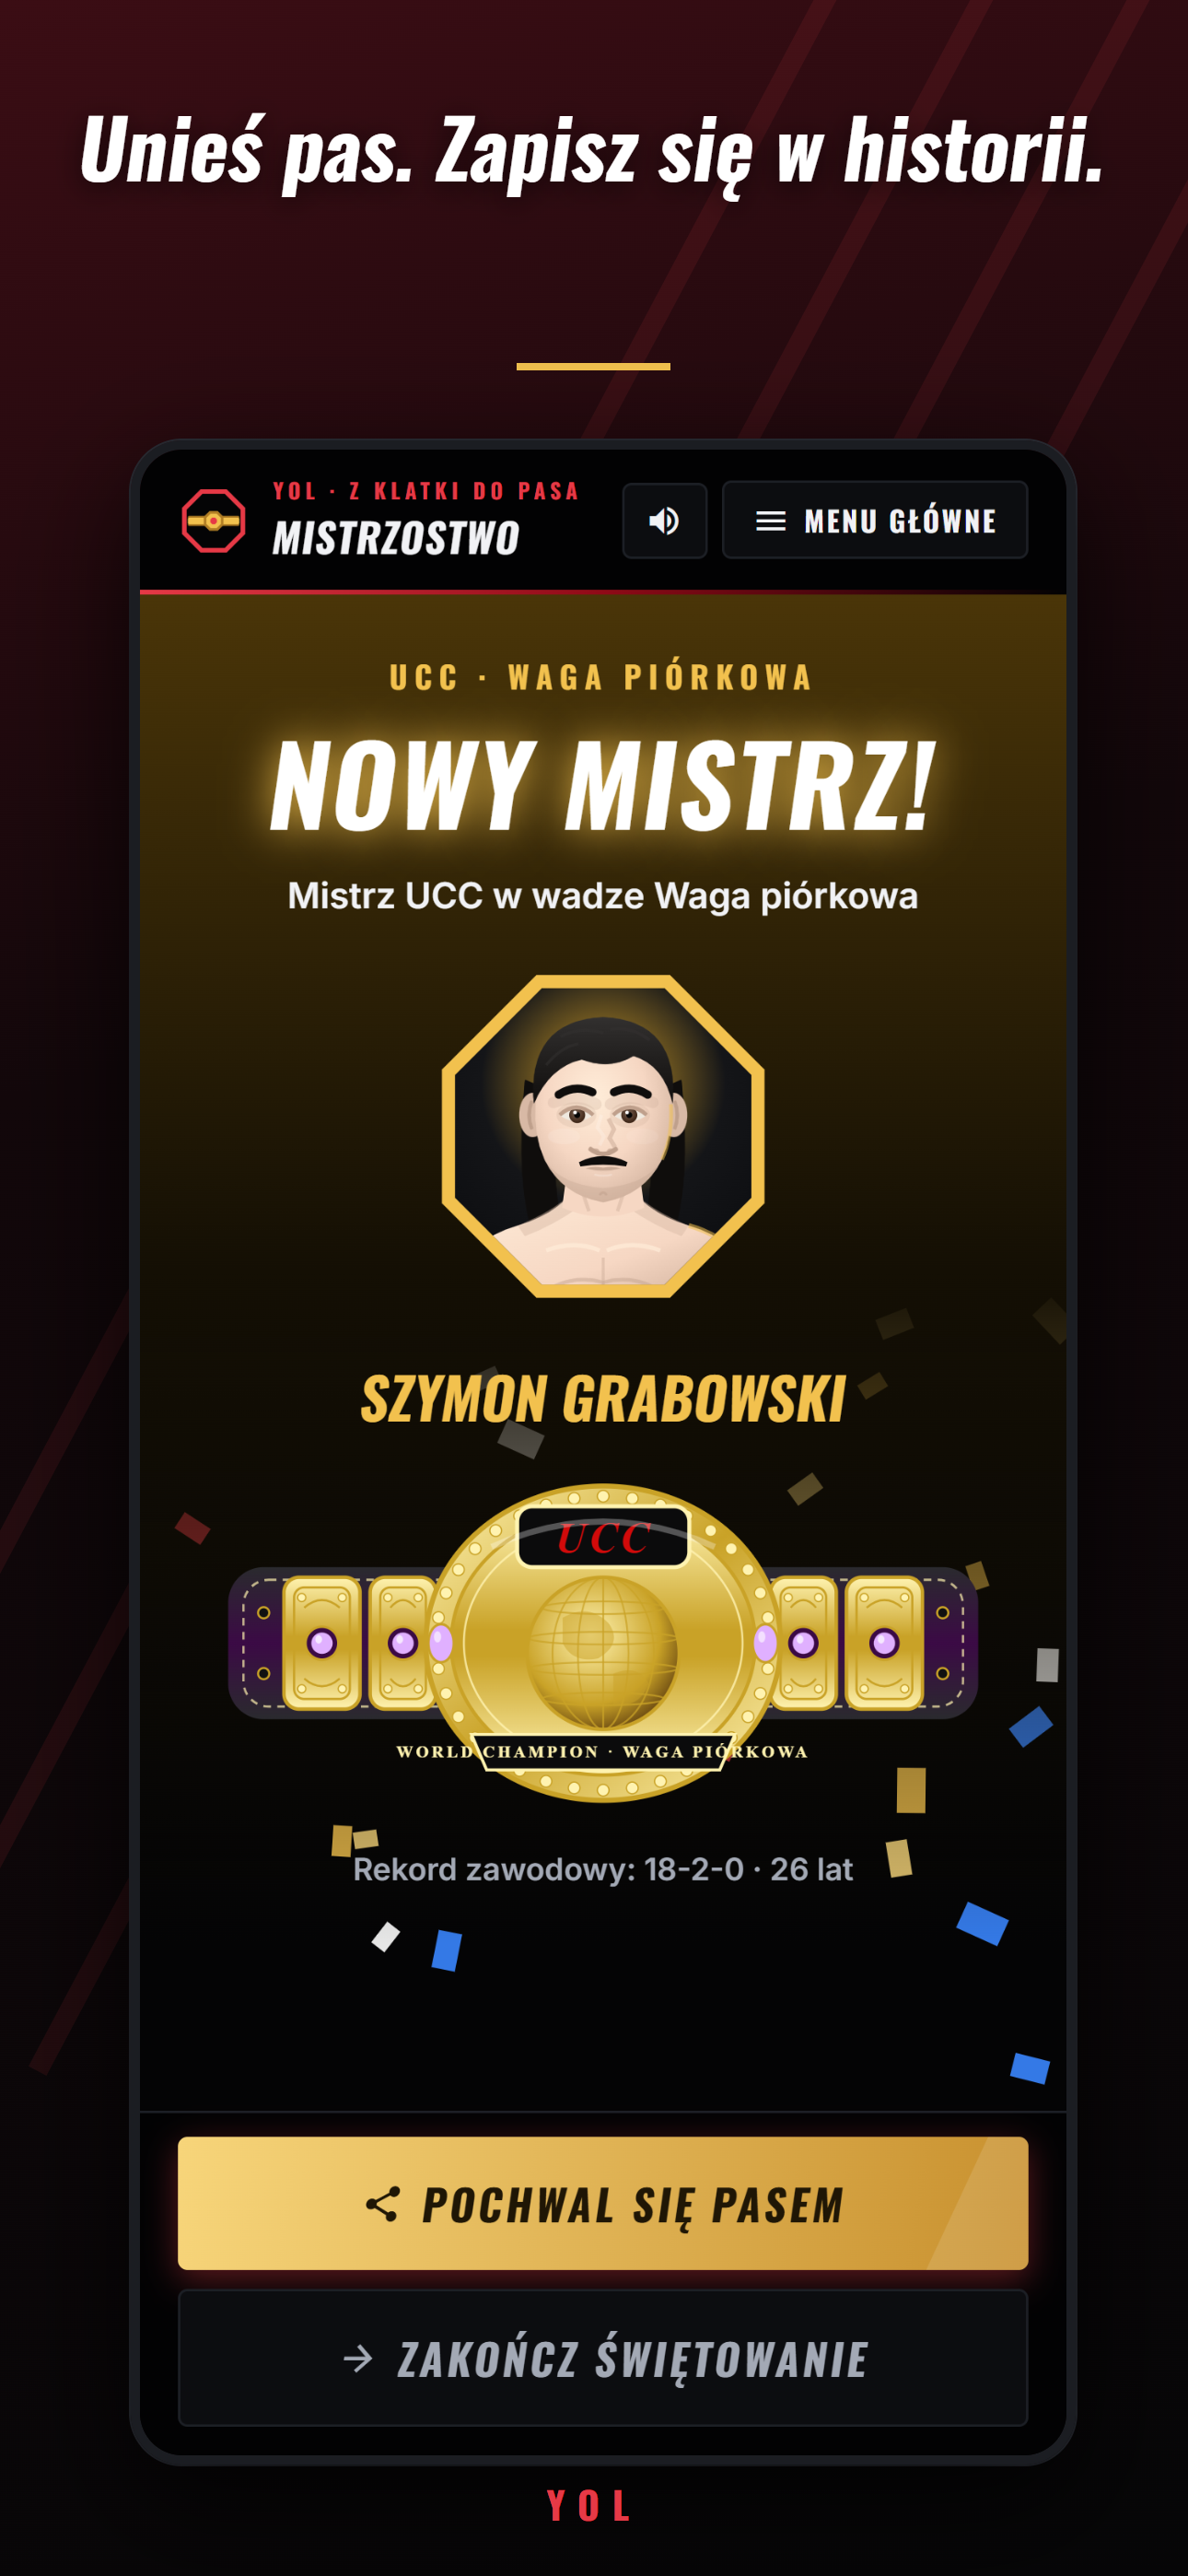 Unieś pas. Zapisz się w historii.
YOL · Z KLATKI DO PASA
MISTRZOSTWO
MENU GŁÓWNE
UCC · WAGA PIÓRKOWA
NOWY MISTRZ!
Mistrz UCC w wadze Waga piórkowa
SZYMON GRABOWSKI
UCC
WORLD CHAMPION · WAGA PIÓRKOWA
Rekord zawodowy: 18-2-0 · 26 lat
POCHWAL SIĘ PASEM
ZAKOŃCZ ŚWIĘTOWANIE
YOL